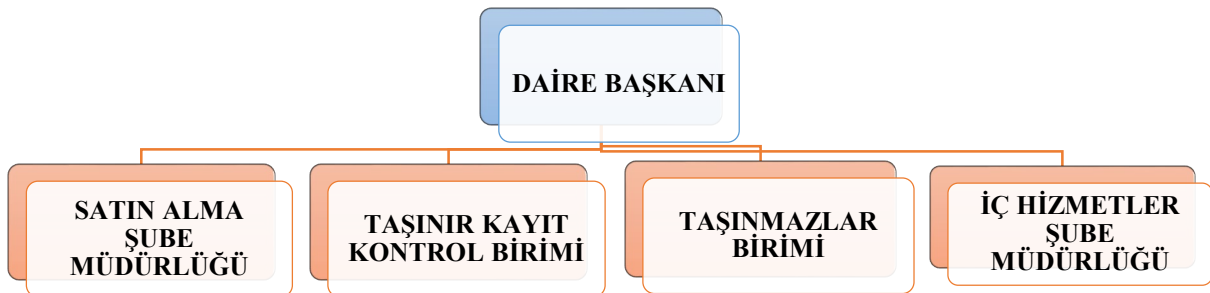 DAİRE BAŞKANI
SATIN ALMA
ŞUBE
MÜDÜRLÜĞÜ
TAŞINIR KAYIT
KONTROL BİRİMİ
TAŞINMAZLAR
BİRİMİ
İÇ HİZMETLER
ŞUBE
MÜDÜRLÜĞÜ